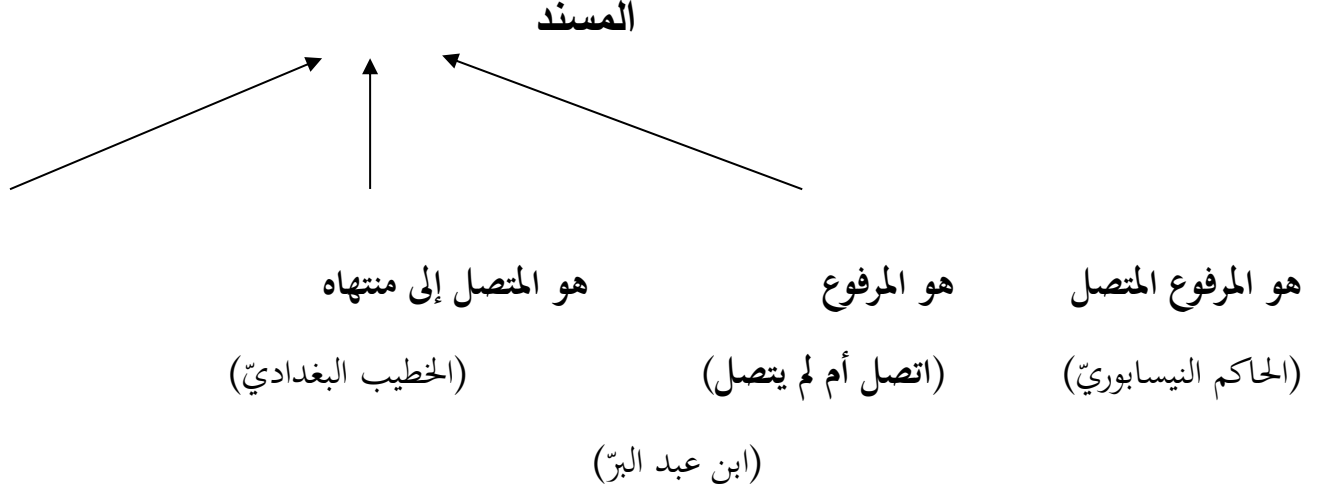 المسند
هو المرفوع المتصل هو المرفوع هو المتصل إلى منتهاه
(الحاكم النيسابوريّ) (اتصل أم لم يتصل) (الخطيب البغداديّ)
(ابن عبد البرّ)